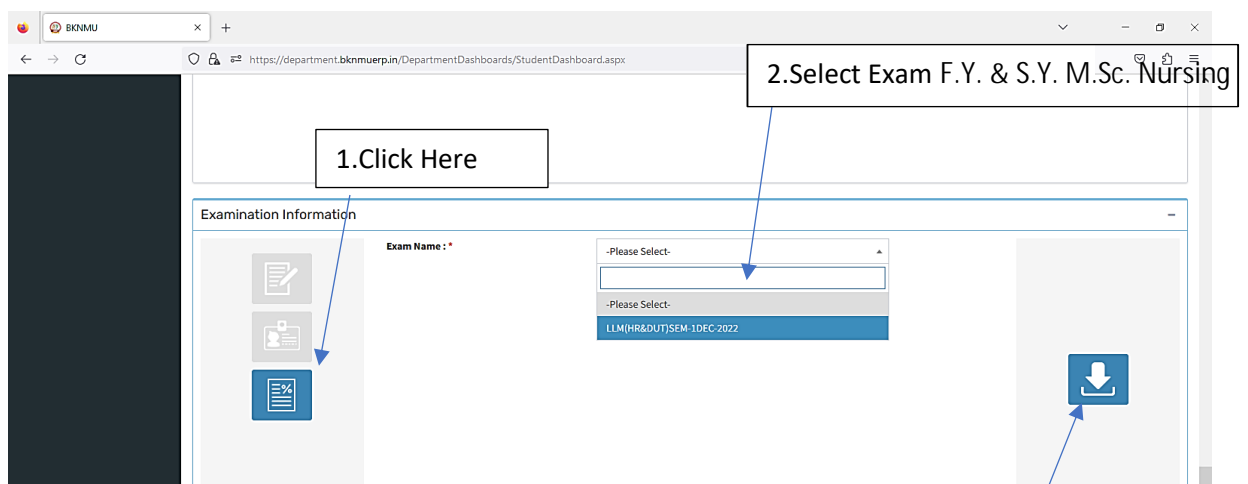 BKNMU
https://department.bknmuerp.in/DepartmentDashboards/StudentDashboard.aspx
2.Select Exam F.Y. & S.Y. M.Sc. Nursing
1.Click Here
Examination Information
Exam Name : *
-Please Select-
-Please Select-
LLM(HR&DUT)SEM-1DEC-2022